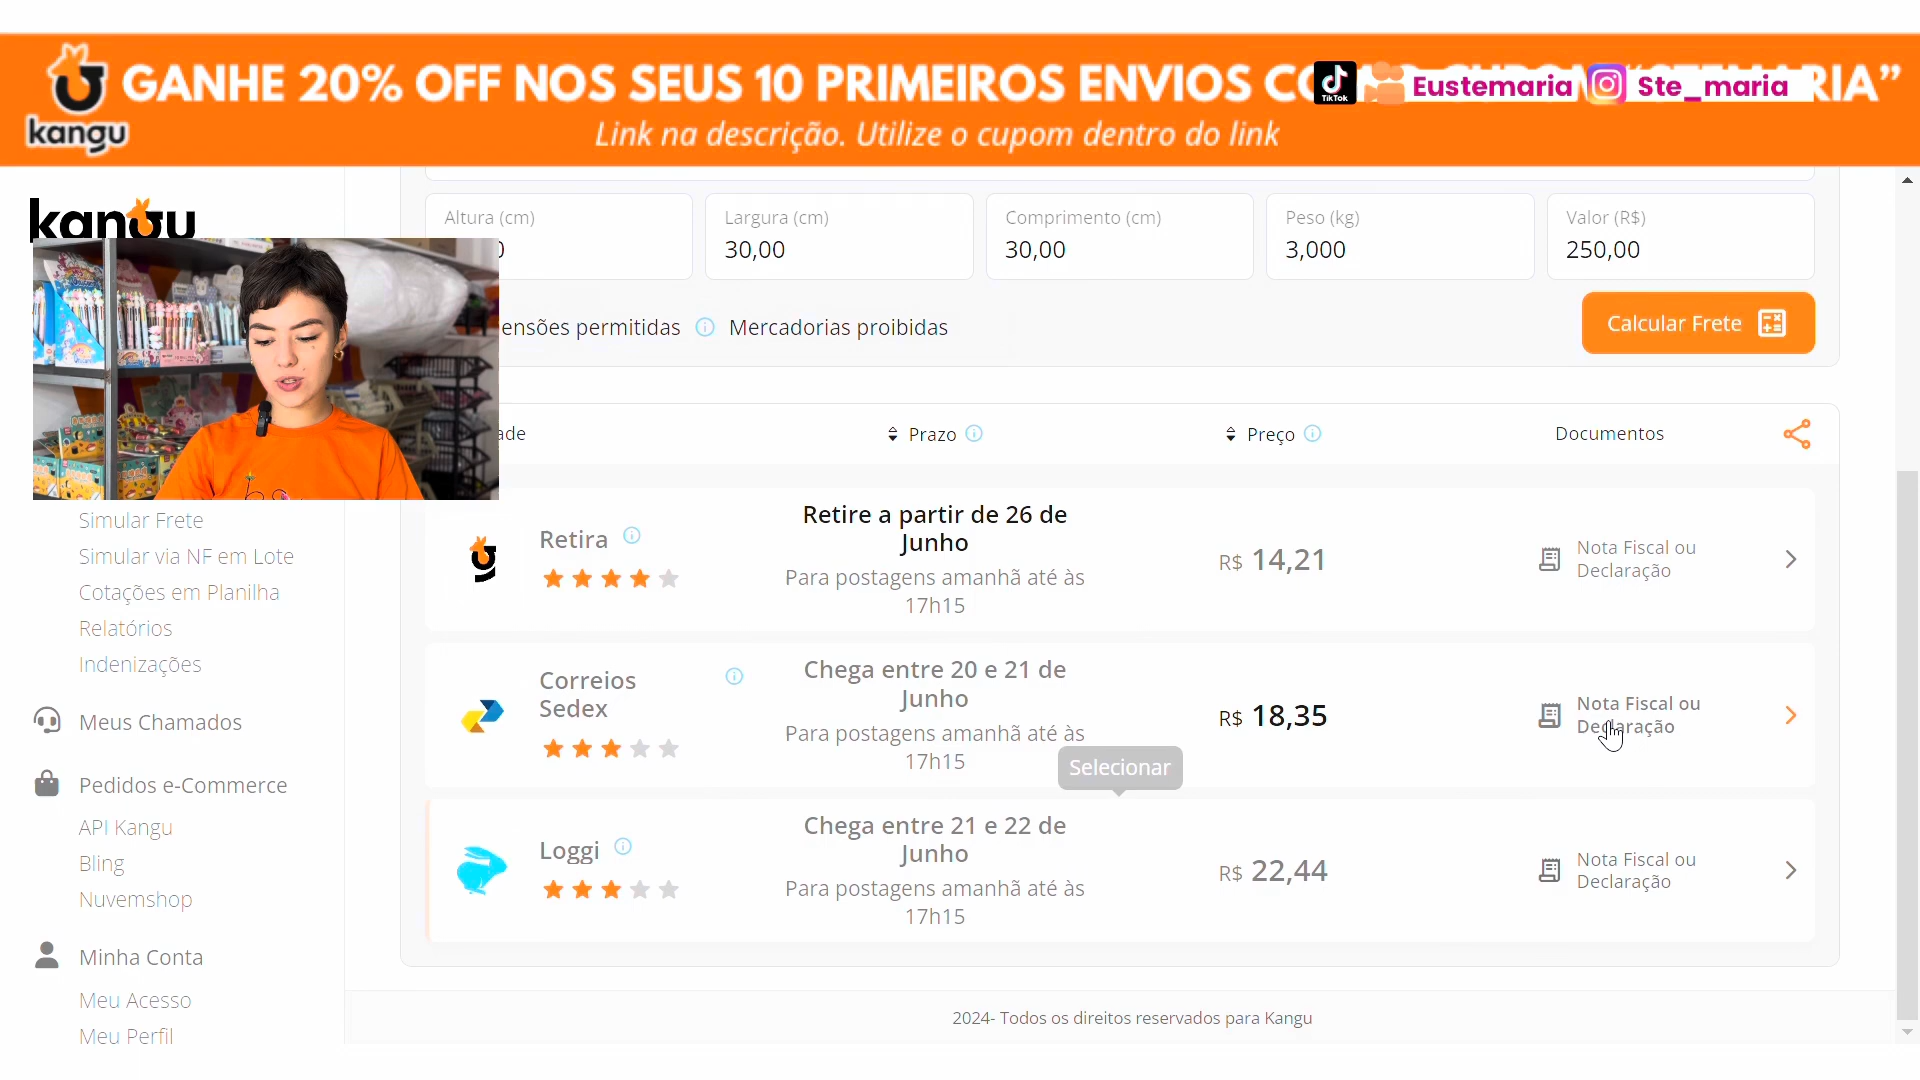 GANHE 20% OFF NOS SEUS 10 PRIMEIROS ENVIOS
TikTok
Eustemaria
Ste_maria
RIA”
kangu
Link na descrição. Utilize o cupom dentro do link
kangu
Altura (cm)
Largura (cm)
30,00
Comprimento (cm)
30,00
Peso (kg)
3,000
Valor (R$)
250,00
ensões permitidas
Mercadorias proibidas
Calcular Frete
ade
Prazo
Preço
Documentos
Retira
Retire a partir de 26 de
Junho
Para postagens amanhã até às
17h15
R$ 14,21
Nota Fiscal ou
Declaração
Correios
Sedex
Chega entre 20 e 21 de
Junho
Para postagens amanhã até às
17h15
R$ 18,35
Nota Fiscal ou
Declaração
Selecionar
Loggi
Chega entre 21 e 22 de
Junho
Para postagens amanhã até às
17h15
R$ 22,44
Nota Fiscal ou
Declaração
Simular Frete
Simular via NF em Lote
Cotações em Planilha
Relatórios
Indenizações
Meus Chamados
Pedidos e-Commerce
API Kangu
Bling
Nuvemshop
Minha Conta
Meu Acesso
Meu Perfil
2024- Todos os direitos reservados para Kangu